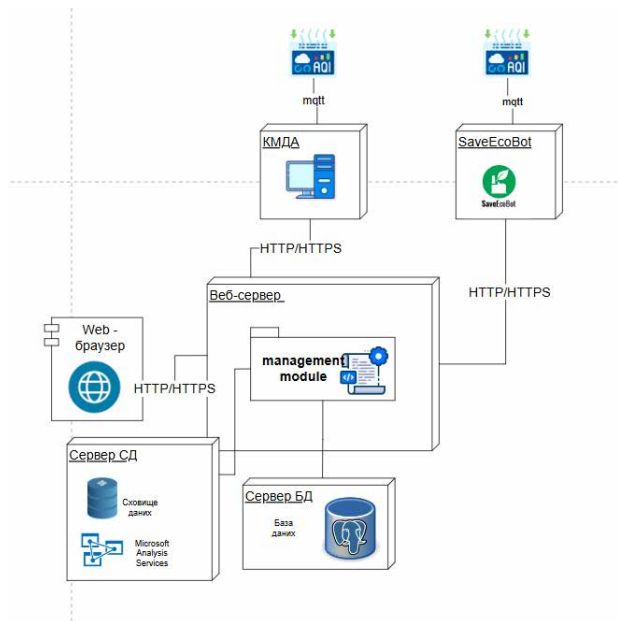 AQI
AQI
mqtt
mqtt
КМДА
SaveEcoBot
SaveEcoBot
HTTP/HTTPS
HTTP/HTTPS
Веб-сервер
Web -
браузер
management
module
HTTP/HTTPS
Сервер СД
Сховище
даних
Microsoft
Analysis
Services
Сервер БД
База
даних